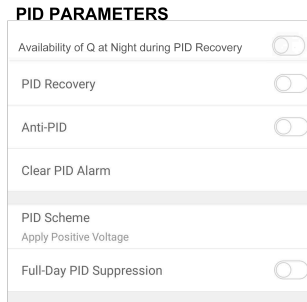 PID PARAMETERS
Availability of Q at Night during PID Recovery
PID Recovery
Anti-PID
Clear PID Alarm
PID Scheme
Apply Positive Voltage
Full-Day PID Suppression